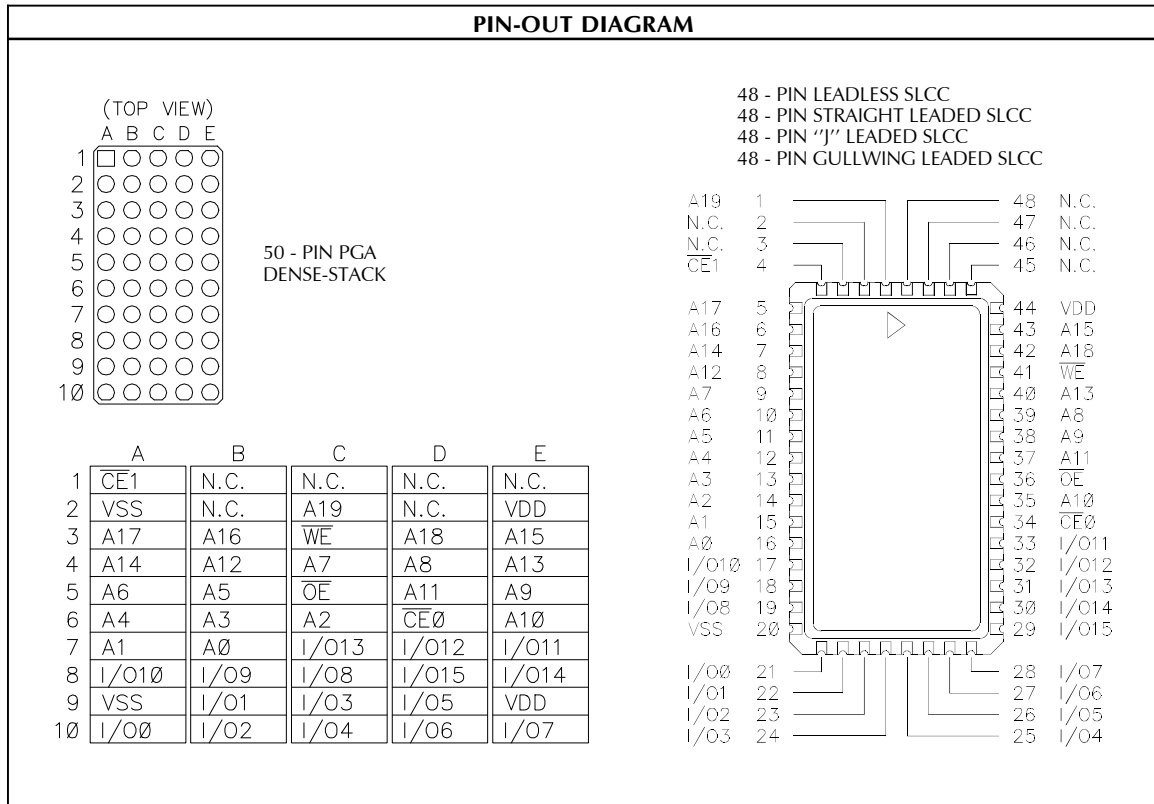 PIN-OUT DIAGRAM
(TOP VIEW)
A B C D E
1
2
3
4
5
6
7
8
9
1Ø
50 - PIN PGA
DENSE-STACK
A B C D E
1 C̅E̅1 N.C. N.C. N.C. N.C.
2 VSS N.C. A19 N.C. VDD
3 A17 A16 W̅E̅ A18 A15
4 A14 A12 A7 A8 A13
5 A6 A5 O̅E̅ A11 A9
6 A4 A3 A2 C̅E̅Ø A1Ø
7 A1 AØ I/O13 I/O12 I/O11
8 I/O1Ø I/O9 I/O8 I/O15 I/O14
9 VSS I/O1 I/O3 I/O5 VDD
1Ø I/OØ I/O2 I/O4 I/O6 I/O7
48 - PIN LEADLESS SLCC
48 - PIN STRAIGHT LEADED SLCC
48 - PIN ‘’J’’ LEADED SLCC
48 - PIN GULLWING LEADED SLCC
A19 1 48 N.C.
N.C. 2 47 N.C.
N.C. 3 46 N.C.
C̅E̅1 4 45 N.C.
A17 5 44 VDD
A16 6 43 A15
A14 7 42 A18
A12 8 41 W̅E̅
A7 9 4Ø A13
A6 1Ø 39 A8
A5 11 38 A9
A4 12 37 A11
A3 13 36 O̅E̅
A2 14 35 A1Ø
A1 15 34 C̅E̅Ø
AØ 16 33 I/O11
I/O1Ø 17 32 I/O12
I/O9 18 31 I/O13
I/O8 19 3Ø I/O14
VSS 2Ø 29 I/O15
I/OØ 21 28 I/O7
I/O1 22 27 I/O6
I/O2 23 26 I/O5
I/O3 24 25 I/O4